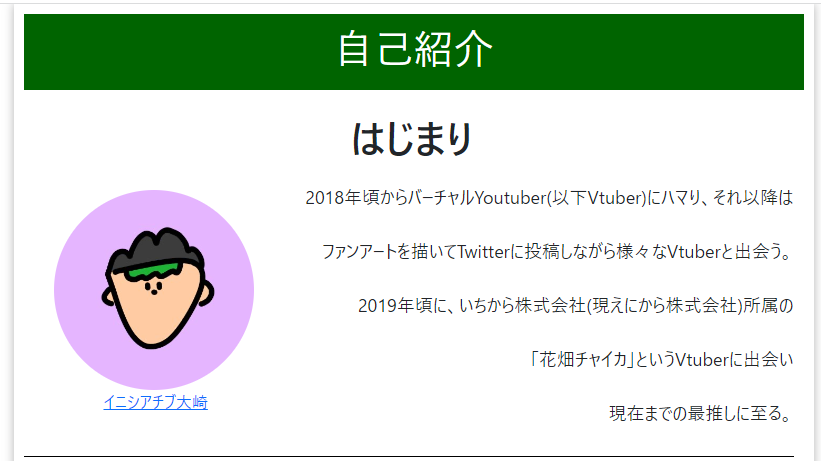 自己紹介
はじまり
2018年頃からバーチャルYoutuber(以下Vtuber)にハマり、それ以降は
ファンアートを描いてTwitterに投稿しながら様々なVtuberと出会う。
2019年頃に、いちから株式会社(現えにから株式会社)所属の
「花畑チャイカ」というVtuberに出会い
現在までの最推しに至る。
イニシアチブ大崎